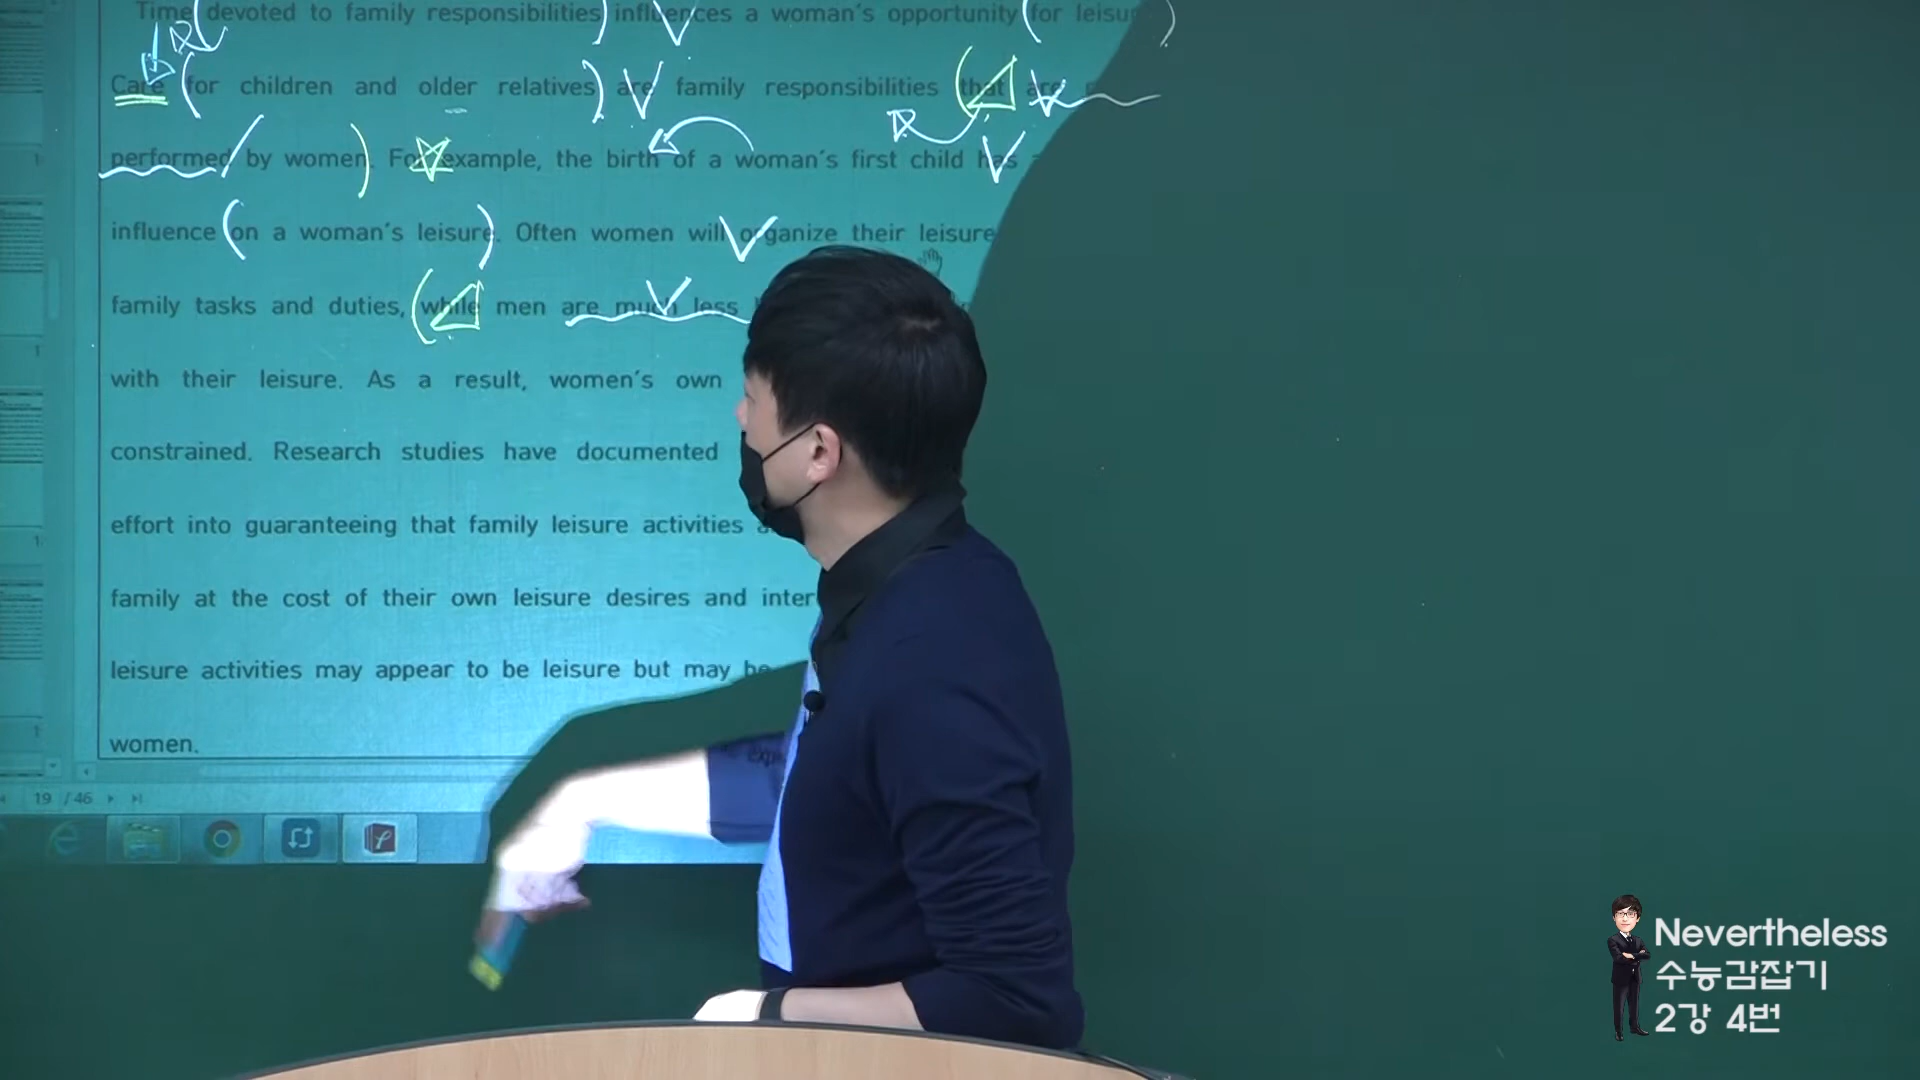 Time devoted to family responsibilities influences a woman's opportunity for leisu
Care for children and older relatives are family responsibilities that are
performed by women. For example, the birth of a woman's first child has
influence on a woman's leisure. Often women will organize their leisure
family tasks and duties, while men are much less
with their leisure. As a result, women's own
constrained. Research studies have documented
effort into guaranteeing that family leisure activities
family at the cost of their own leisure desires and inter
leisure activities may appear to be leisure but may be
women.
19 / 46
Nevertheless
수능감잡기
2강 4번